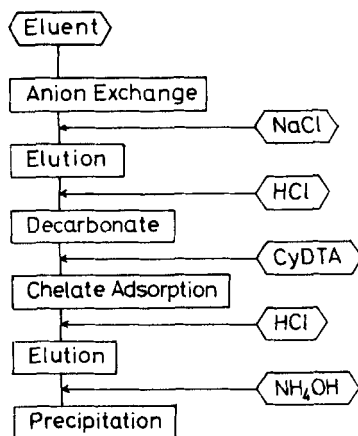 Eluent
Anion Exchange
NaCl
Elution
HCl
Decarbonate
CyDTA
Chelate Adsorption
HCl
Elution
NH₄OH
Precipitation